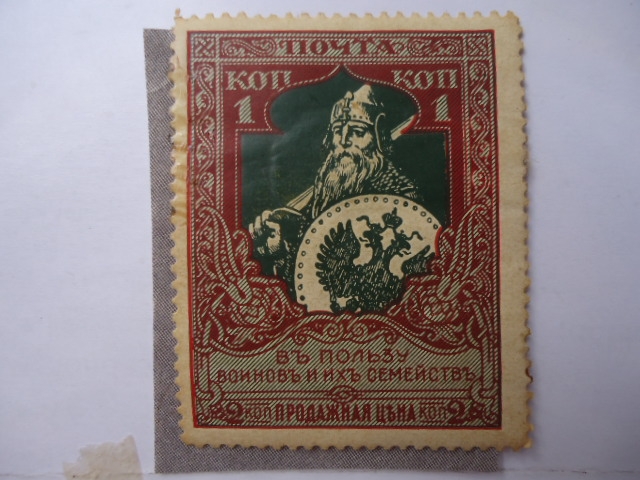 ПОЧТА
КОП КОП
1 1
ВЪ ПОЛЬЗУ
ВОИНОВЪ И ИХЪ СЕМЕЙСТВЪ
2 КОП ПРОДАЖНАЯ ЦѢНА КОП 2